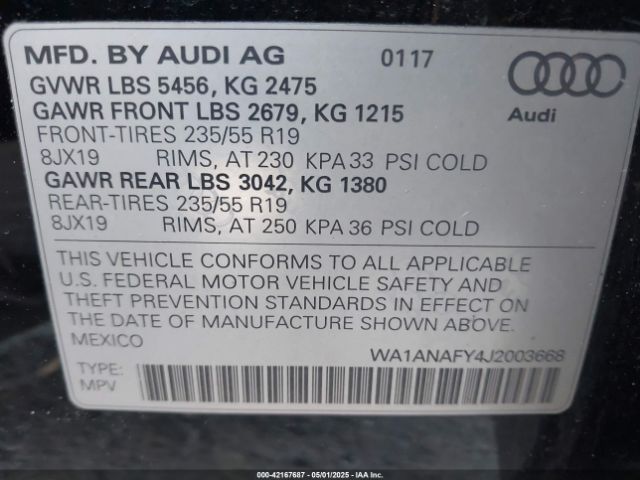 MFD. BY AUDI AG 0117
GVWR LBS 5456, KG 2475
GAWR FRONT LBS 2679, KG 1215
Audi
FRONT-TIRES 235/55 R19
8JX19 RIMS, AT 230 KPA 33 PSI COLD
GAWR REAR LBS 3042, KG 1380
REAR-TIRES 235/55 R19
8JX19 RIMS, AT 250 KPA 36 PSI COLD
THIS VEHICLE CONFORMS TO ALL APPLICABLE
U.S. FEDERAL MOTOR VEHICLE SAFETY AND
THEFT PREVENTION STANDARDS IN EFFECT ON
THE DATE OF MANUFACTURE SHOWN ABOVE.
MEXICO
WA1ANAFY4J2003668
TYPE:
MPV
000-42167687 - 05/01/2025 - IAAI, Inc.